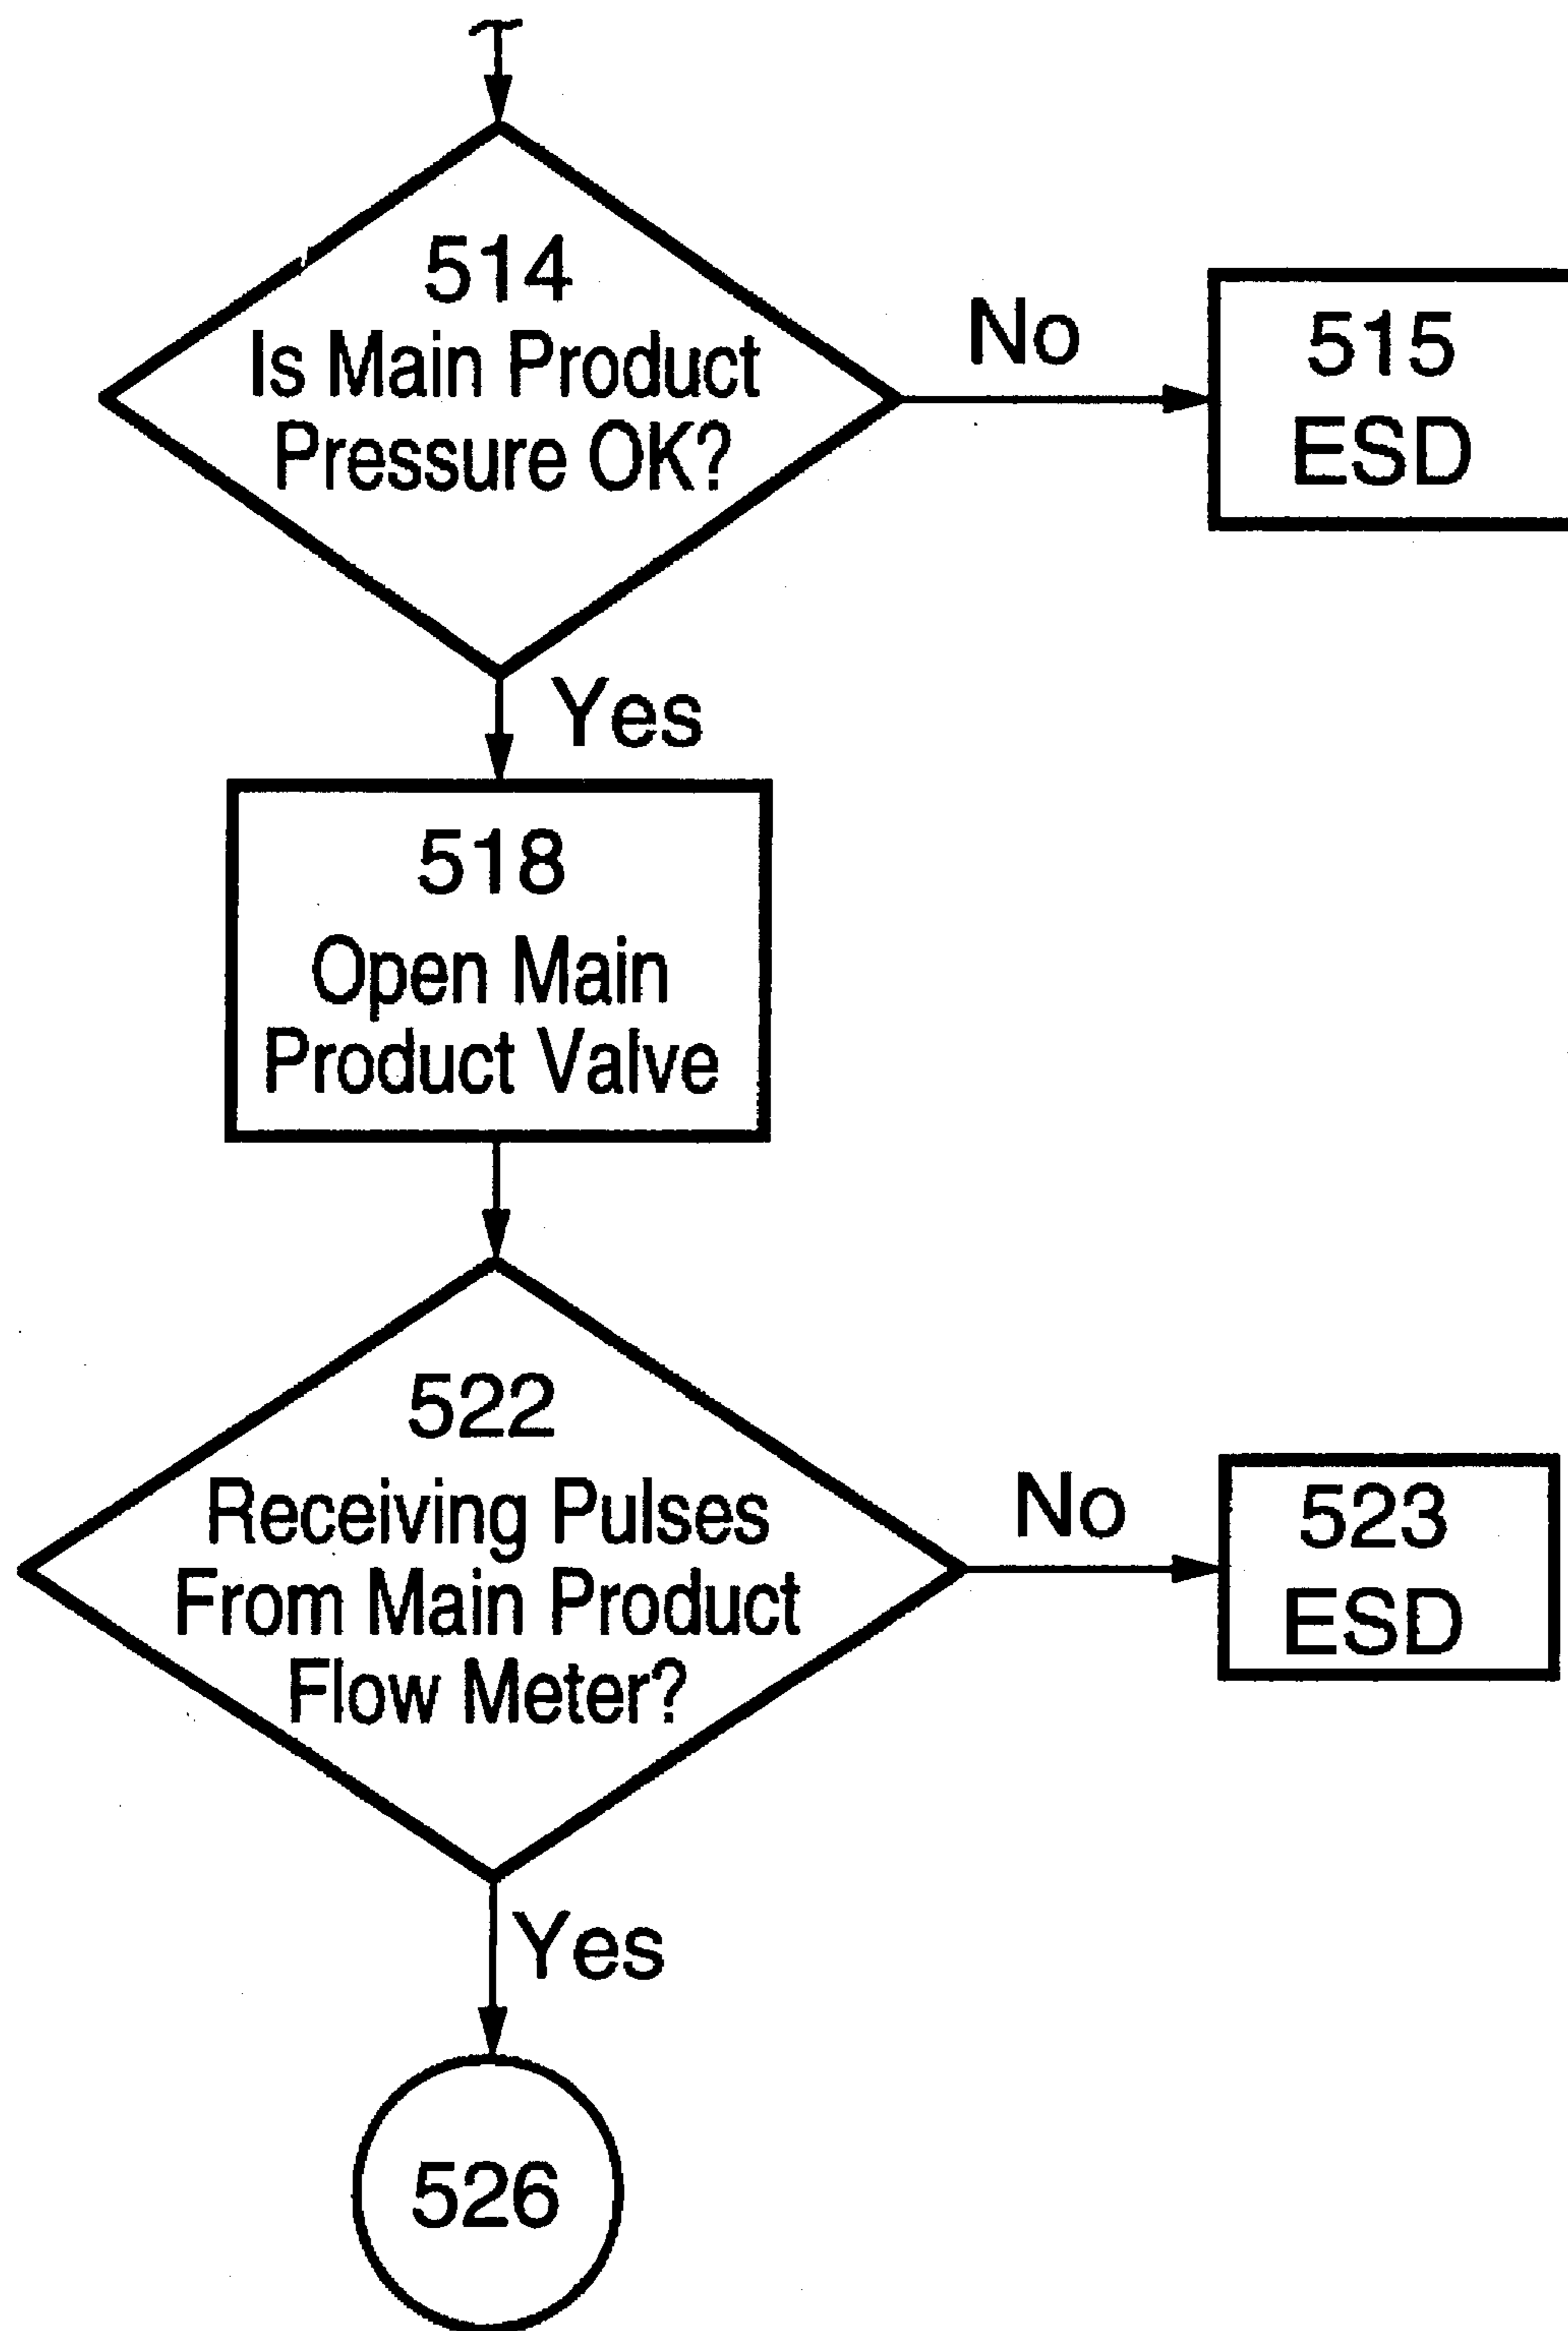 514
Is Main Product
Pressure OK?
No
515
ESD
Yes
518
Open Main
Product Valve
522
Receiving Pulses
From Main Product
Flow Meter?
No
523
ESD
Yes
526